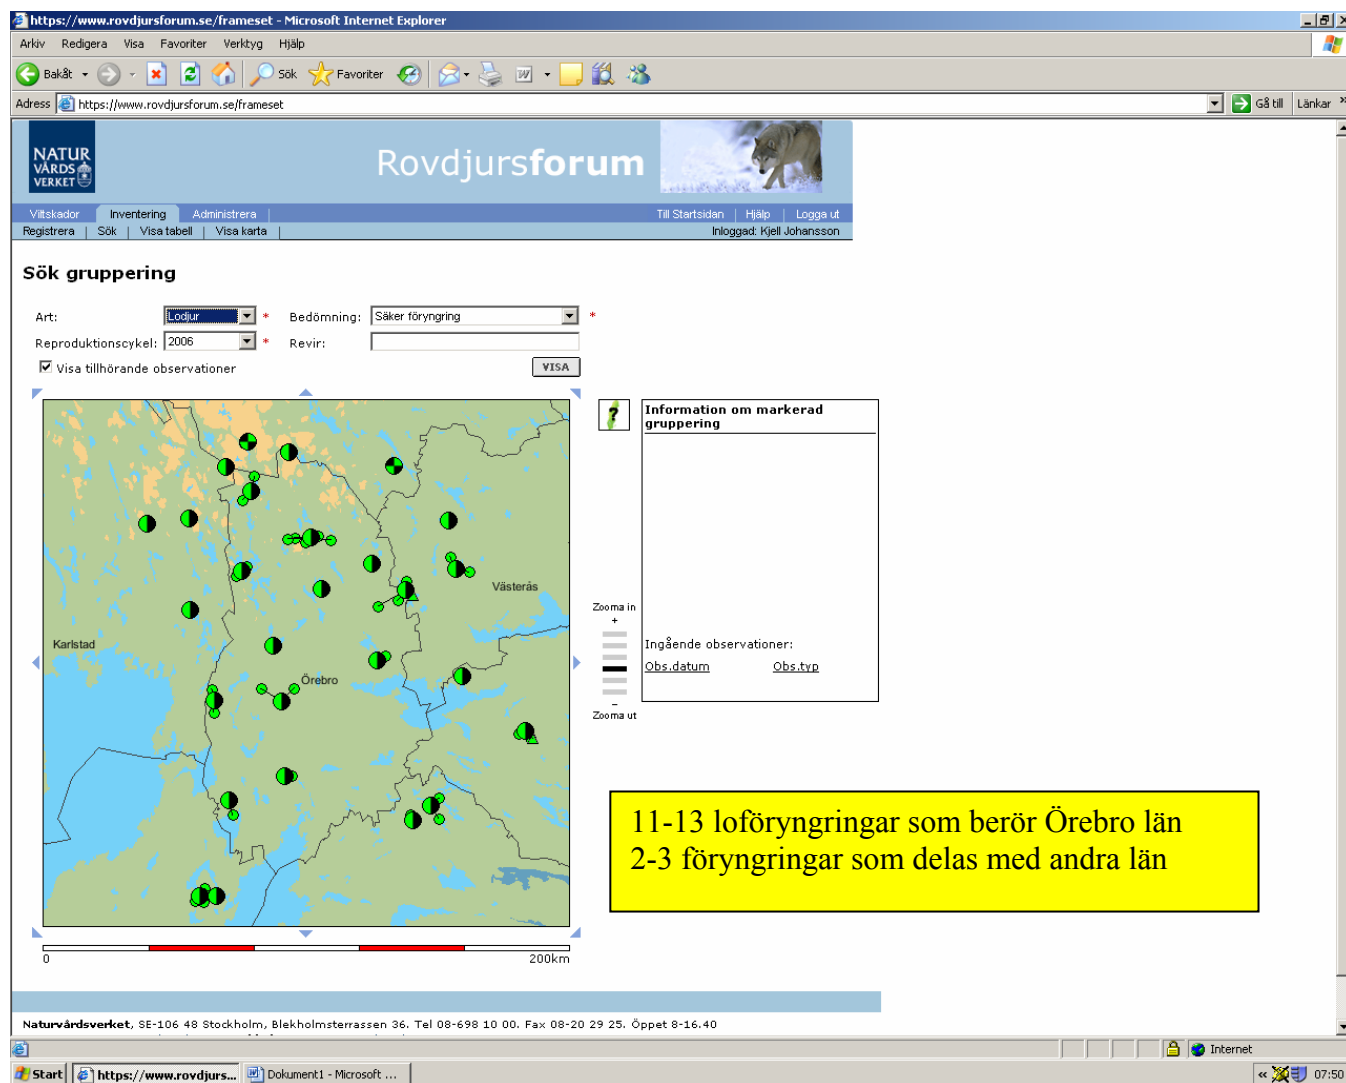 https://www.rovdjursforum.se/frameset - Microsoft Internet Explorer
Arkiv Redigera Visa Favoriter Verktyg Hjälp
Bakåt Sök Favoriter
Adress https://www.rovdjursforum.se/frameset Gå till Länkar »
NATUR
VÅRDS
VERKET
Rovdjursforum
Viltskador Inventering Administrera | Till Startsidan | Hjälp | Logga ut
Registrera | Sök | Visa tabell | Visa karta | Inloggad: Kjell Johansson
Sök gruppering
Art: Lodjur * Bedömning: Säker föryngring *
Reproduktionscykel: 2006 * Revir:
Visa tillhörande observationer VISA
Information om markerad
gruppering
Västerås
Karlstad
Örebro
Zooma in
+
−
Zooma ut
Ingående observationer:
Obs.datum Obs.typ
11-13 loföryngringar som berör Örebro län
2-3 föryngringar som delas med andra län
0 200km
Naturvårdsverket, SE-106 48 Stockholm, Blekholmsterrassen 36. Tel 08-698 10 00. Fax 08-20 29 25. Öppet 8-16.40
Internet
Start https://www.rovdjurs... Dokument1 - Microsoft ... « 07:50